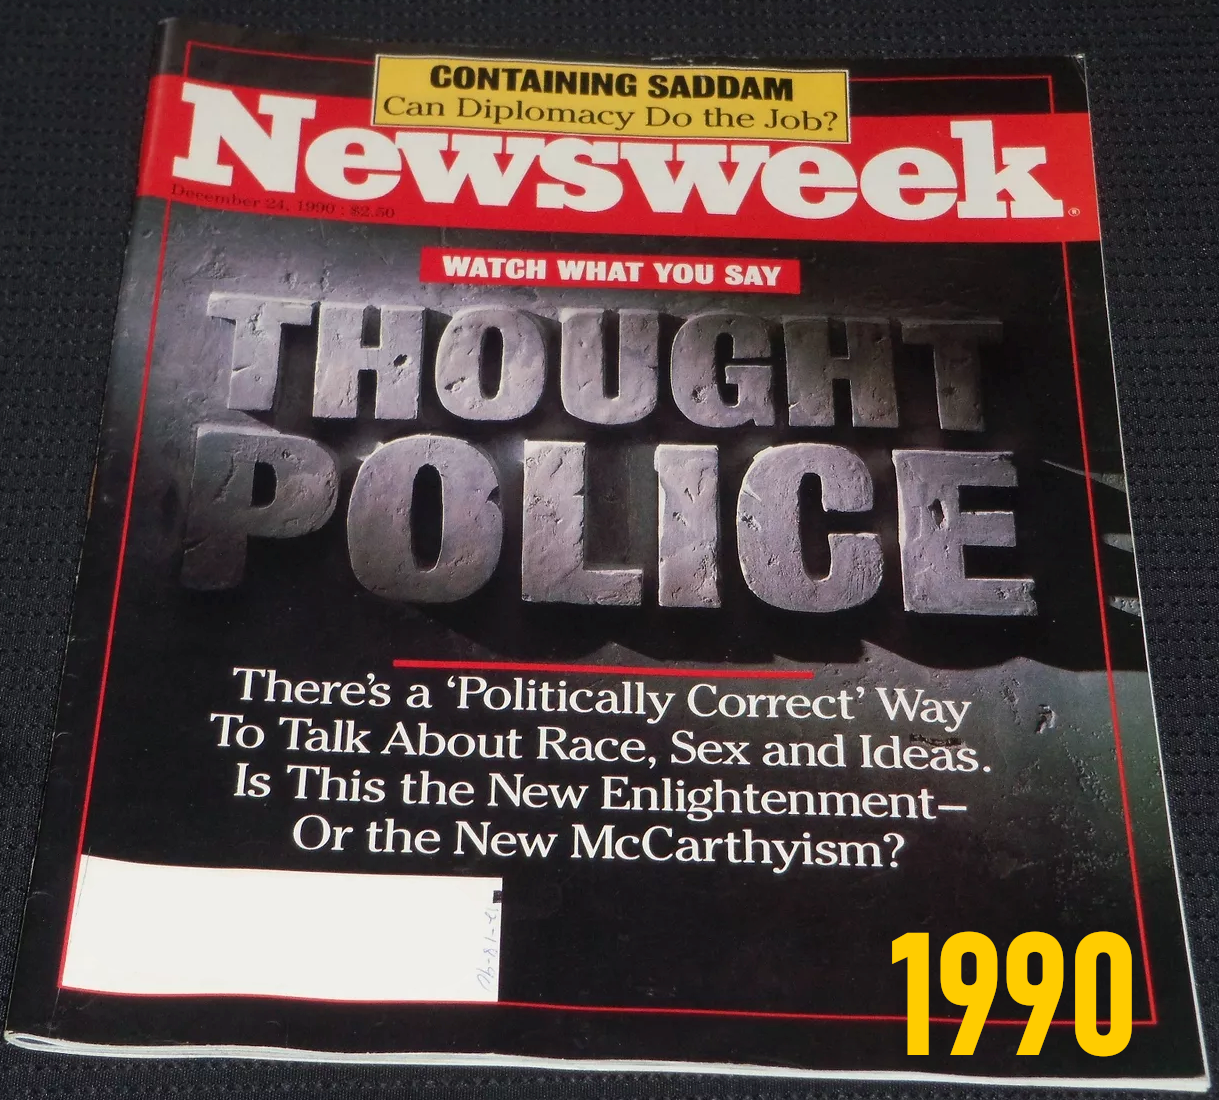 CONTAINING SADDAM
Can Diplomacy Do the Job?
Newsweek®
December 24, 1990 : $2.50
WATCH WHAT YOU SAY
THOUGHT
POLICE
There's a ‘Politically Correct’ Way
To Talk About Race, Sex and Ideas.
Is This the New Enlightenment—
Or the New McCarthyism?
1990